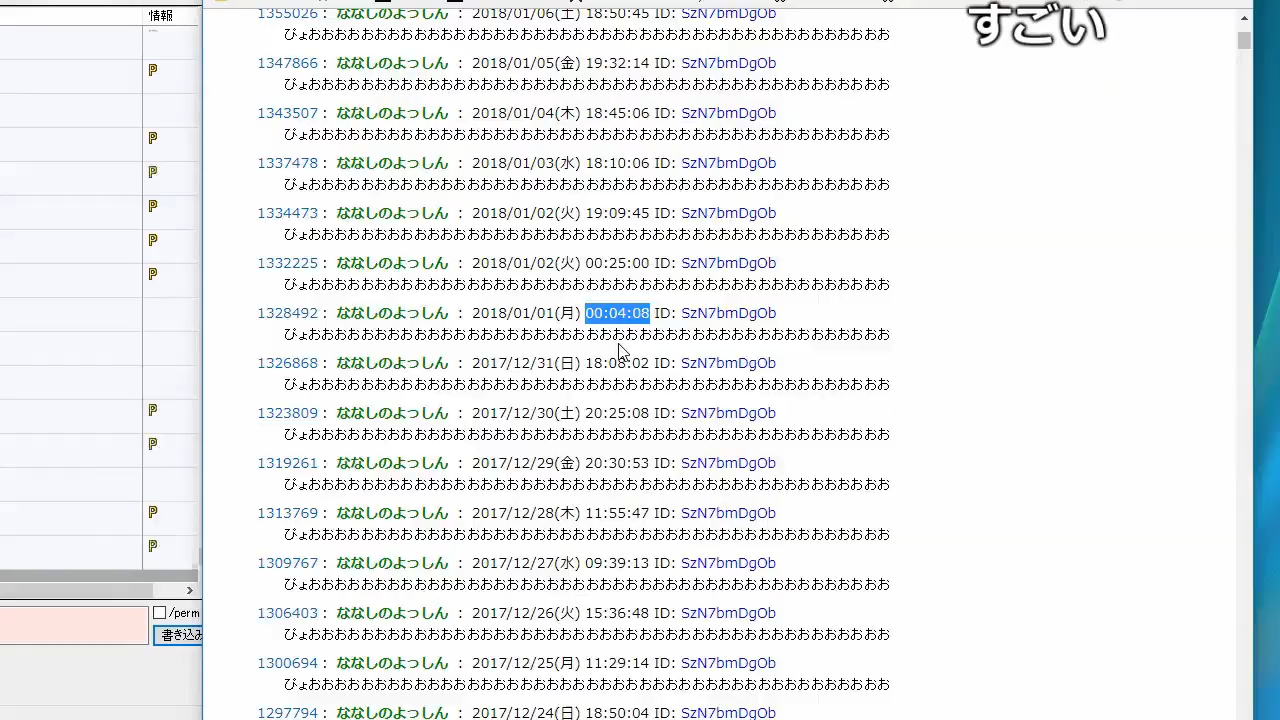 情報
すごい
1355026： ななしのよっしん ： 2018/01/06(土) 18:50:45 ID: SzN7bmDgOb
びょおおおおおおおおおおおおおおおおおおおおおおおおおおおおおおおおおおおおおおおおおおおお
1347866： ななしのよっしん ： 2018/01/05(金) 19:32:14 ID: SzN7bmDgOb
びょおおおおおおおおおおおおおおおおおおおおおおおおおおおおおおおおおおおおおおおおおおおお
1343507： ななしのよっしん ： 2018/01/04(木) 18:45:06 ID: SzN7bmDgOb
びょおおおおおおおおおおおおおおおおおおおおおおおおおおおおおおおおおおおおおおおおおおおお
1337478： ななしのよっしん ： 2018/01/03(水) 18:10:06 ID: SzN7bmDgOb
びょおおおおおおおおおおおおおおおおおおおおおおおおおおおおおおおおおおおおおおおおおおおお
1334473： ななしのよっしん ： 2018/01/02(火) 19:09:45 ID: SzN7bmDgOb
びょおおおおおおおおおおおおおおおおおおおおおおおおおおおおおおおおおおおおおおおおおおおお
1332225： ななしのよっしん ： 2018/01/02(火) 00:25:00 ID: SzN7bmDgOb
びょおおおおおおおおおおおおおおおおおおおおおおおおおおおおおおおおおおおおおおおおおおおお
1328492： ななしのよっしん ： 2018/01/01(月) 00:04:08 ID: SzN7bmDgOb
びょおおおおおおおおおおおおおおおおおおおおおおおおおおおおおおおおおおおおおおおおおおおお
1326868： ななしのよっしん ： 2017/12/31(日) 18:08:02 ID: SzN7bmDgOb
びょおおおおおおおおおおおおおおおおおおおおおおおおおおおおおおおおおおおおおおおおおおおお
1323809： ななしのよっしん ： 2017/12/30(土) 20:25:08 ID: SzN7bmDgOb
びょおおおおおおおおおおおおおおおおおおおおおおおおおおおおおおおおおおおおおおおおおおおお
1319261： ななしのよっしん ： 2017/12/29(金) 20:30:53 ID: SzN7bmDgOb
びょおおおおおおおおおおおおおおおおおおおおおおおおおおおおおおおおおおおおおおおおおおおお
1313769： ななしのよっしん ： 2017/12/28(木) 11:55:47 ID: SzN7bmDgOb
びょおおおおおおおおおおおおおおおおおおおおおおおおおおおおおおおおおおおおおおおおおおおお
1309767： ななしのよっしん ： 2017/12/27(水) 09:39:13 ID: SzN7bmDgOb
びょおおおおおおおおおおおおおおおおおおおおおおおおおおおおおおおおおおおおおおおおおおおお
1306403： ななしのよっしん ： 2017/12/26(火) 15:36:48 ID: SzN7bmDgOb
びょおおおおおおおおおおおおおおおおおおおおおおおおおおおおおおおおおおおおおおおおおおおお
1300694： ななしのよっしん ： 2017/12/25(月) 11:29:14 ID: SzN7bmDgOb
びょおおおおおおおおおおおおおおおおおおおおおおおおおおおおおおおおおおおおおおおおおおおお
1297794： ななしのよっしん ： 2017/12/24(日) 18:50:04 ID: SzN7bmDgOb
P
P
P
P
P
P
P
P
P
P
/perm
書き込み